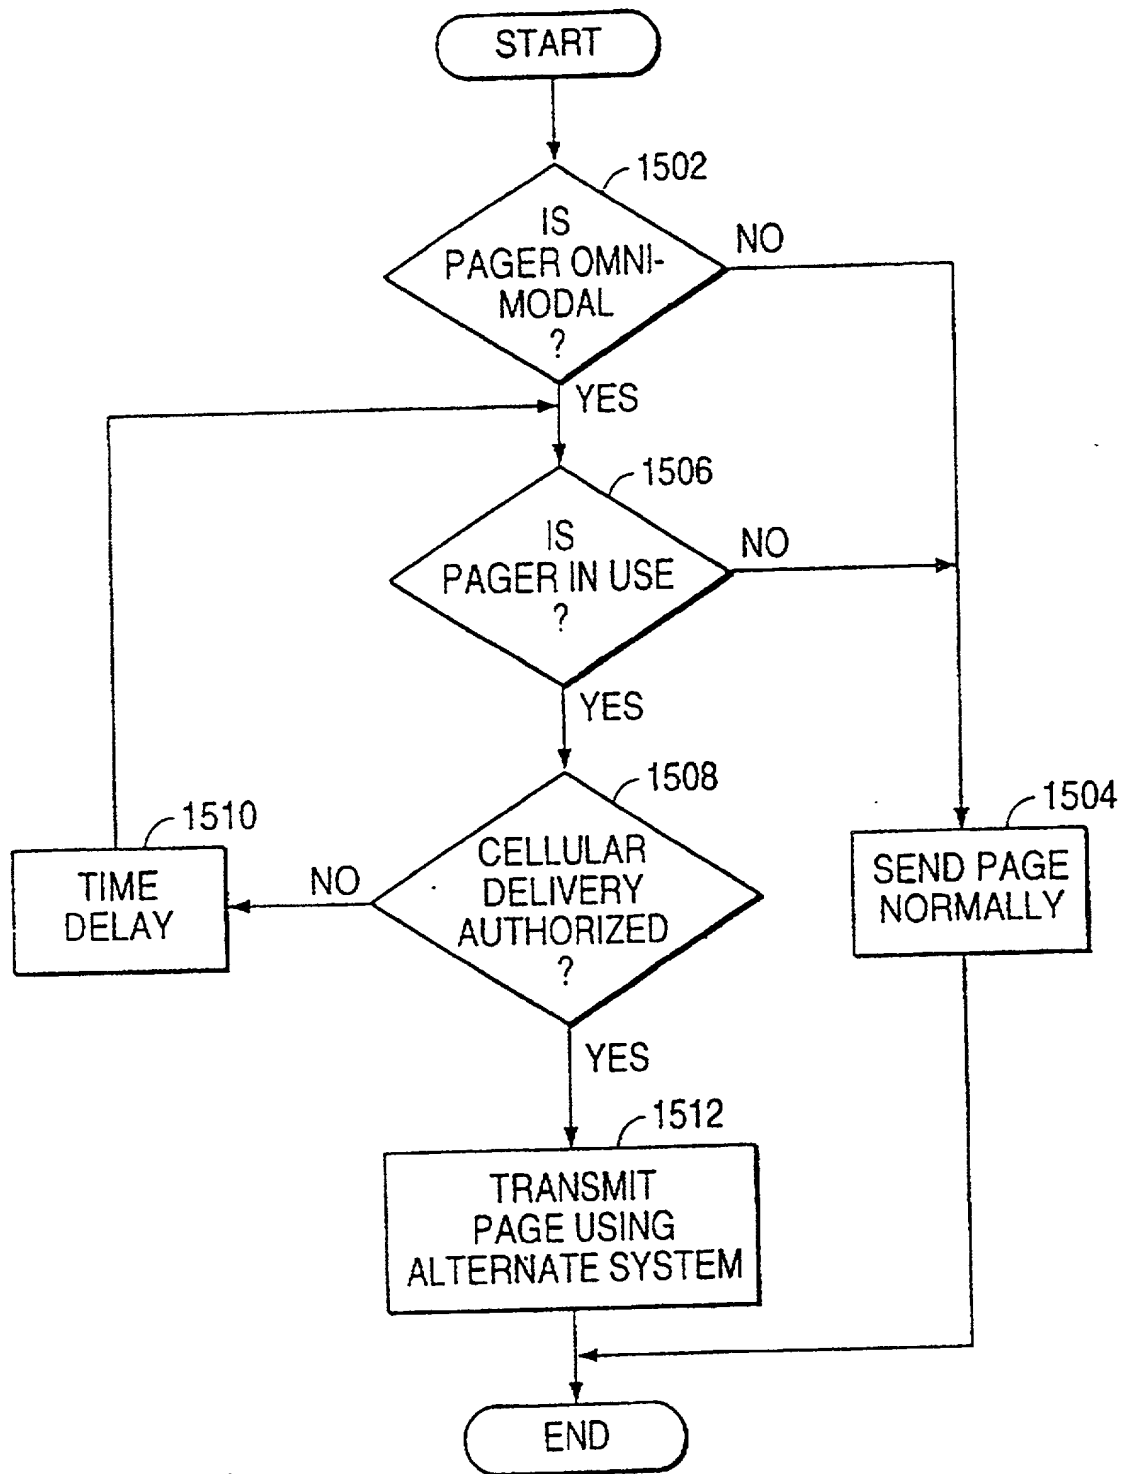 START
1502
IS
PAGER OMNI-
MODAL
?
NO
YES
1506
IS
PAGER IN USE
?
NO
YES
1508
CELLULAR
DELIVERY
AUTHORIZED
?
NO
YES
1510
TIME
DELAY
1504
SEND PAGE
NORMALLY
1512
TRANSMIT
PAGE USING
ALTERNATE SYSTEM
END